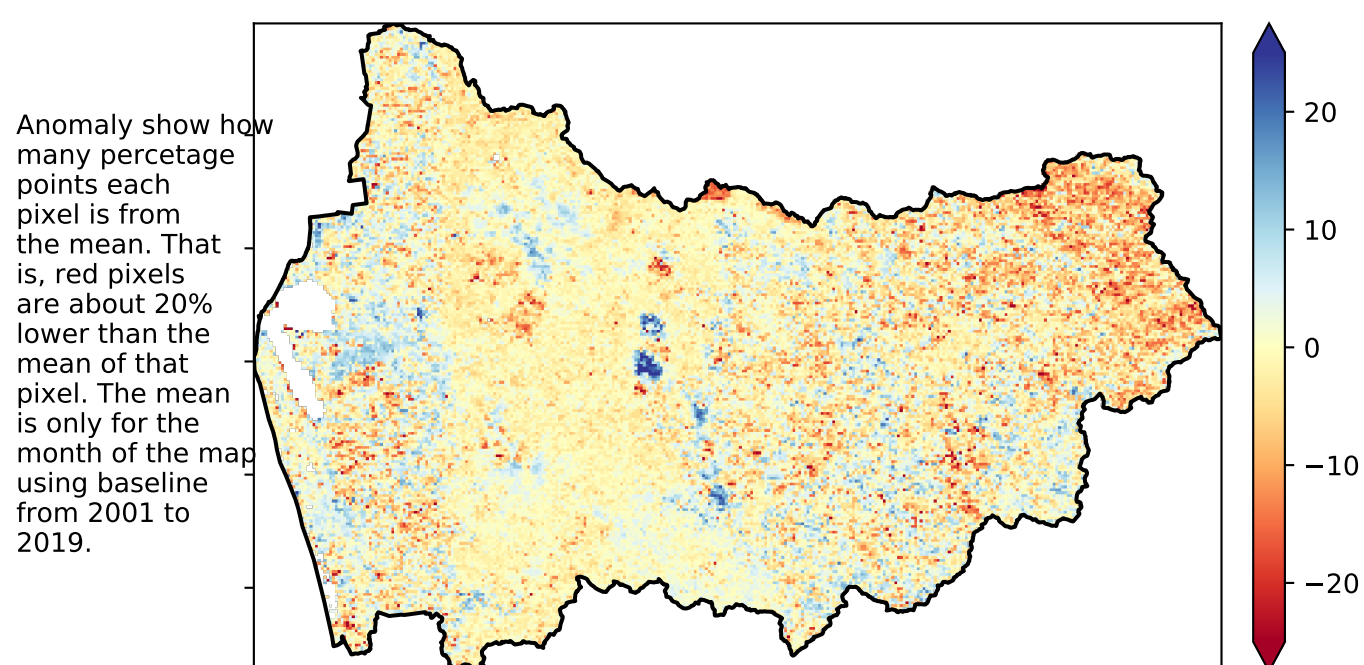 Anomaly show how
many percetage
points each
pixel is from
the mean. That
is, red pixels
are about 20%
lower than the
mean of that
pixel. The mean
is only for the
month of the map
using baseline
from 2001 to
2019.
20
10
0
−10
−20